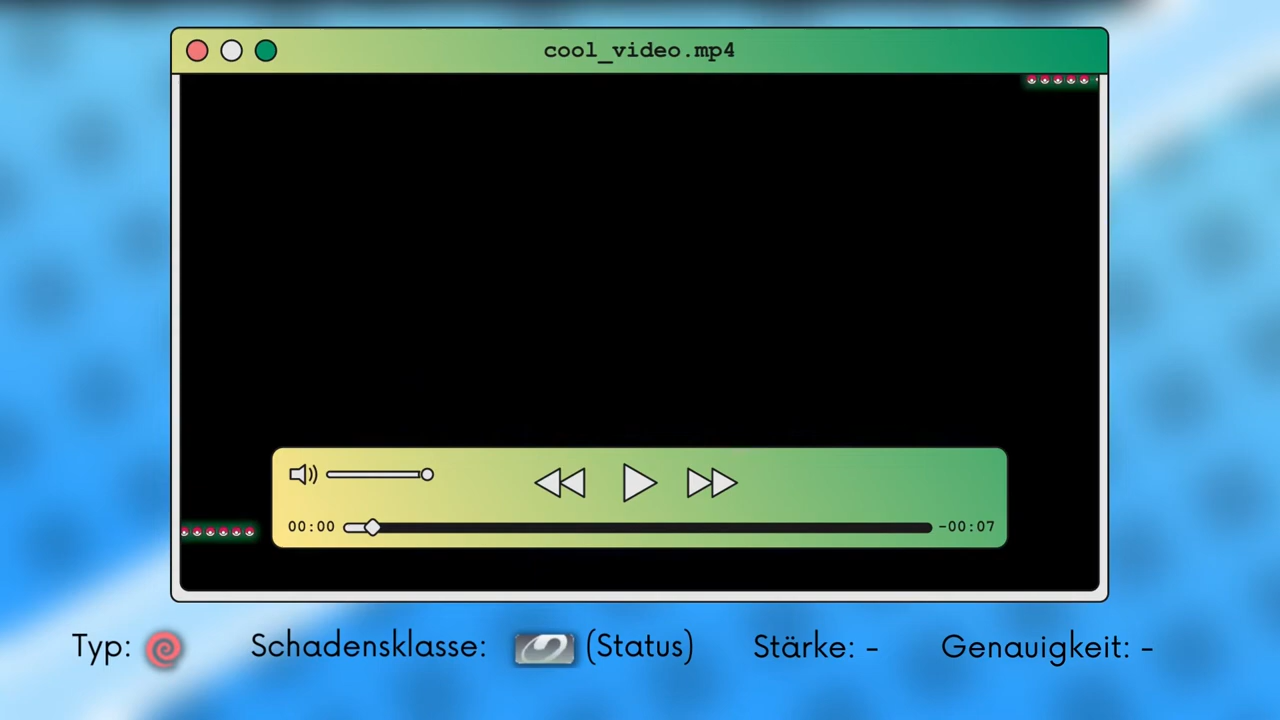 cool_video.mp4
00:00 -00:07
Typ: Schadensklasse: (Status) Stärke: - Genauigkeit: -